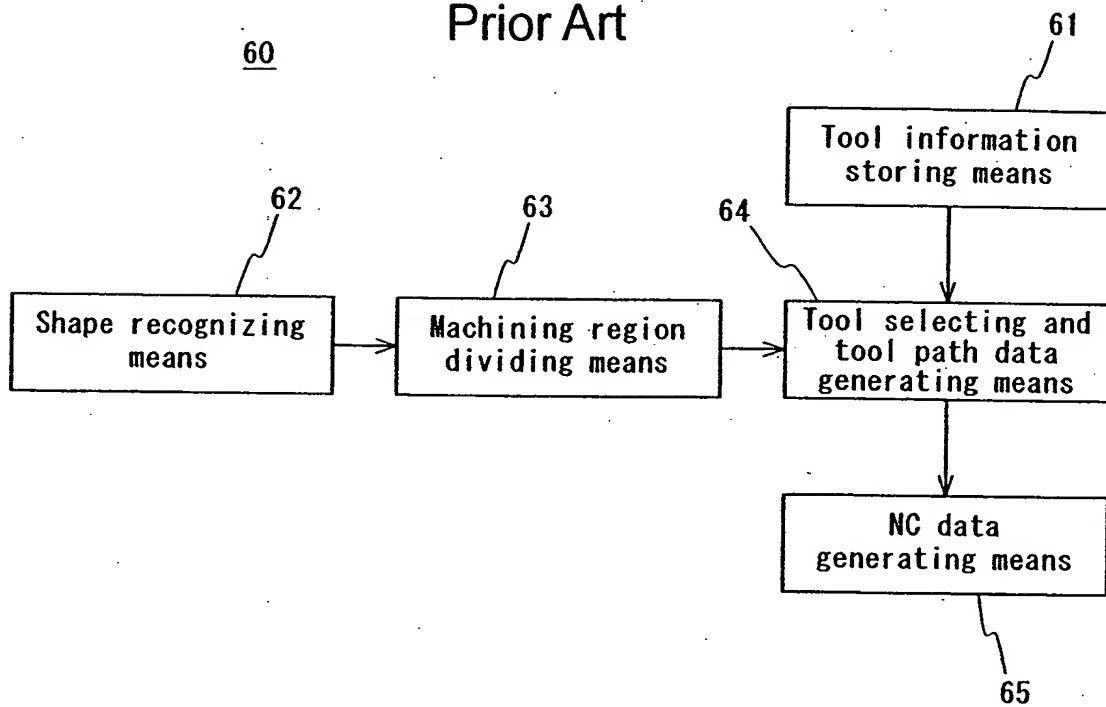 Prior Art
60
61
Tool information
storing means
62
63
64
Shape recognizing
means
Machining region
dividing means
Tool selecting and
tool path data
generating means
NC data
generating means
65